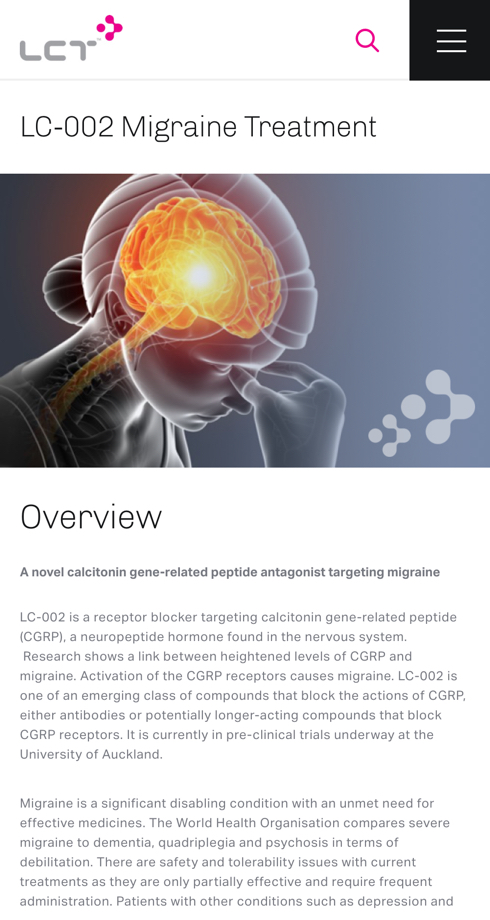 LCT
LC-002 Migraine Treatment
Overview
A novel calcitonin gene-related peptide antagonist targeting migraine
LC-002 is a receptor blocker targeting calcitonin gene-related peptide
(CGRP), a neuropeptide hormone found in the nervous system.
Research shows a link between heightened levels of CGRP and
migraine. Activation of the CGRP receptors causes migraine. LC-002 is
one of an emerging class of compounds that block the actions of CGRP,
either antibodies or potentially longer-acting compounds that block
CGRP receptors. It is currently in pre-clinical trials underway at the
University of Auckland.
Migraine is a significant disabling condition with an unmet need for
effective medicines. The World Health Organisation compares severe
migraine to dementia, quadriplegia and psychosis in terms of
debilitation. There are safety and tolerability issues with current
treatments as they are only partially effective and require frequent
administration. Patients with other conditions such as depression and